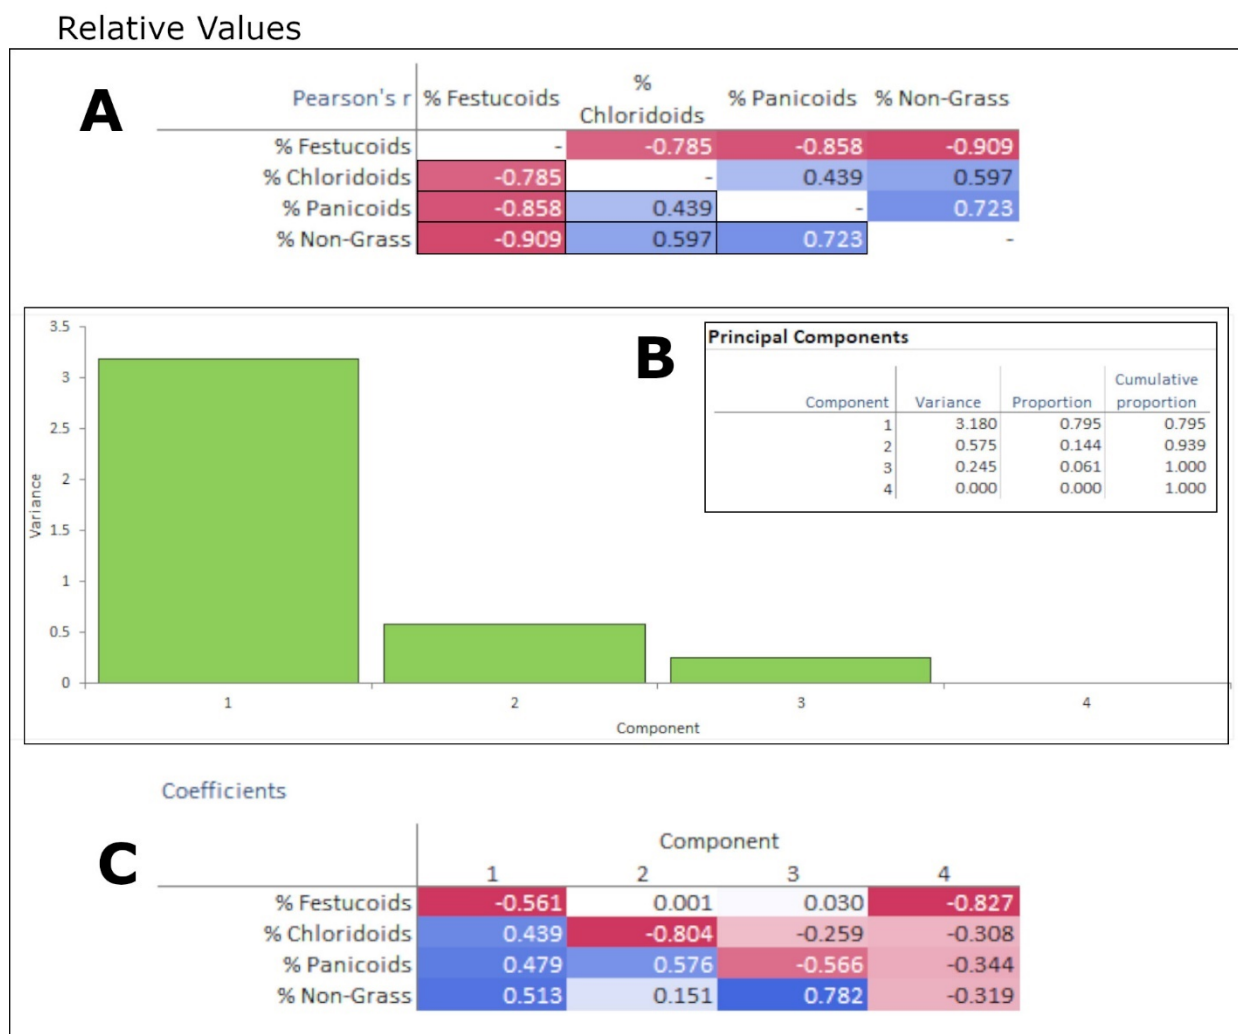 Relative Values
A
Pearson's r % Festucoids % Chloridoids % Panicoids % Non-Grass
% Festucoids - -0.785 -0.858 -0.909
% Chloridoids -0.785 - 0.439 0.597
% Panicoids -0.858 0.439 - 0.723
% Non-Grass -0.909 0.597 0.723 -
B
Principal Components
Component Variance Proportion Cumulative proportion
1 3.180 0.795 0.795
2 0.575 0.144 0.939
3 0.245 0.061 1.000
4 0.000 0.000 1.000
3.5
3
2.5
2
1.5
1
0.5
0
Variance
1 2 3 4
Component
Coefficients
C
Component
1 2 3 4
% Festucoids -0.561 0.001 0.030 -0.827
% Chloridoids 0.439 -0.804 -0.259 -0.308
% Panicoids 0.479 0.576 -0.566 -0.344
% Non-Grass 0.513 0.151 0.782 -0.319